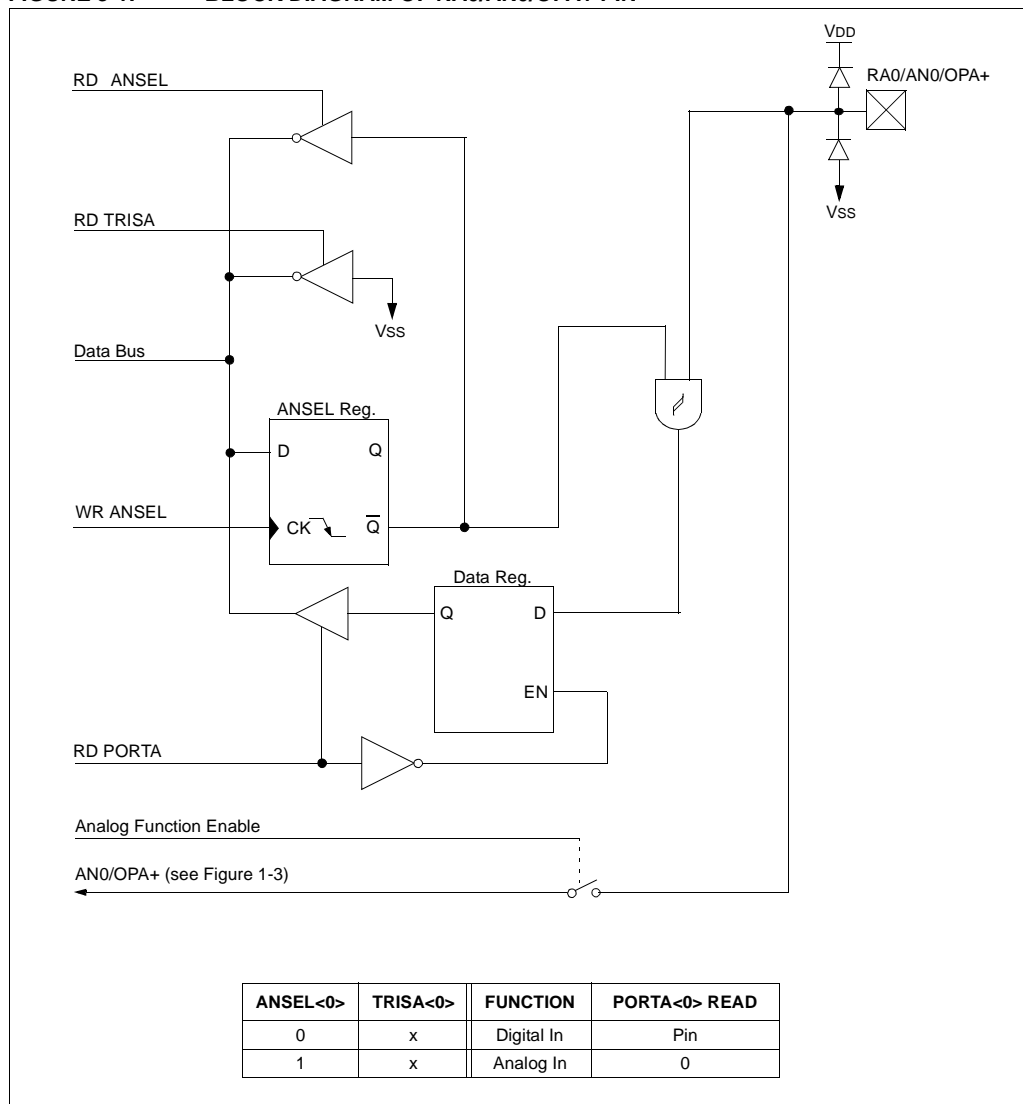 VDD
RD ANSEL
RA0/AN0/OPA+
VSS
RD TRISA
VSS
Data Bus
ANSEL Reg.
D Q
WR ANSEL
CK Q
Data Reg.
Q D
EN
RD PORTA
Analog Function Enable
AN0/OPA+ (see Figure 1-3)
ANSEL<0> TRISA<0> FUNCTION PORTA<0> READ
0 x Digital In Pin
1 x Analog In 0